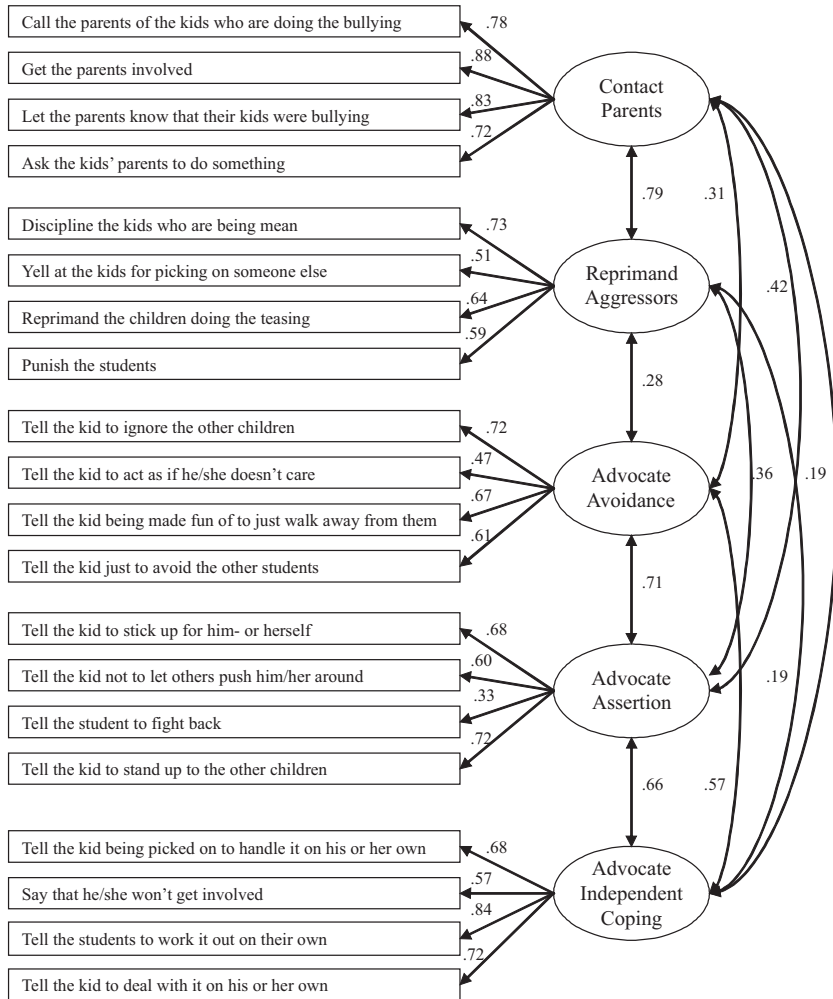 Call the parents of the kids who are doing the bullying
.78
Get the parents involved
.88
Let the parents know that their kids were bullying
.83
Ask the kids’ parents to do something
.72
Contact
Parents
.79
.31
Discipline the kids who are being mean
.73
Yell at the kids for picking on someone else
.51
Reprimand the children doing the teasing
.64
Punish the students
.59
Reprimand
Aggressors
.42
.28
Tell the kid to ignore the other children
.72
Tell the kid to act as if he/she doesn’t care
.47
Tell the kid being made fun of to just walk away from them
.67
Tell the kid just to avoid the other students
.61
Advocate
Avoidance
.36
.19
.71
Tell the kid to stick up for him- or herself
.68
Tell the kid not to let others push him/her around
.60
Tell the student to fight back
.33
Tell the kid to stand up to the other children
.72
Advocate
Assertion
.19
.66
.57
Tell the kid being picked on to handle it on his or her own
.68
Say that he/she won’t get involved
.57
Tell the students to work it out on their own
.84
Tell the kid to deal with it on his or her own
.72
Advocate
Independent
Coping